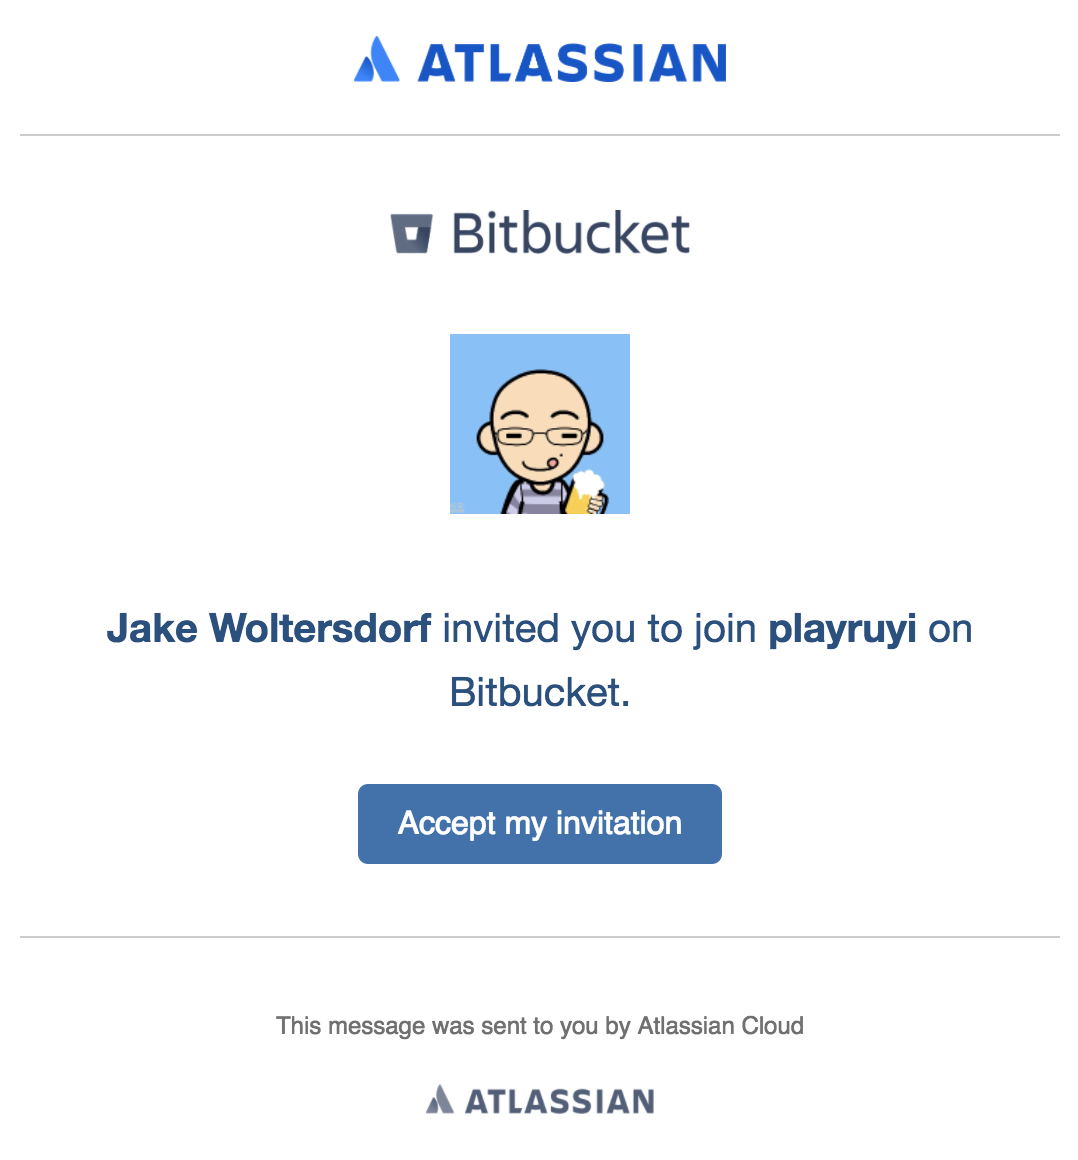 ATLASSIAN
Bitbucket
Jake Woltersdorf invited you to join playruyi on
Bitbucket.
Accept my invitation
This message was sent to you by Atlassian Cloud
ATLASSIAN